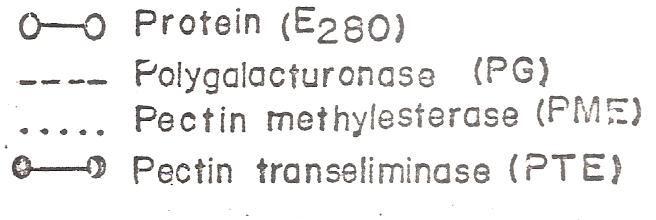 Protein (E280)
Polygalacturonase (PG)
Pectin methylesterase (PME)
Pectin transeliminase (PTE)